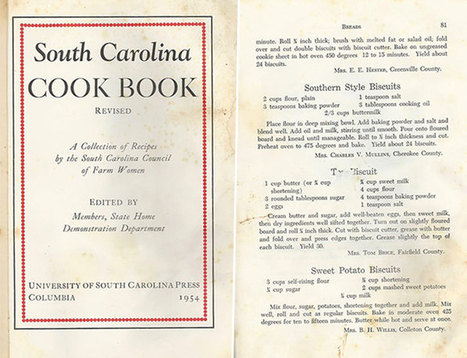 South Carolina
COOK BOOK
REVISED
A Collection of Recipes
by the South Carolina Council
of Farm Women
EDITED BY
Members, State Home
Demonstration Department
UNIVERSITY OF SOUTH CAROLINA PRESS
COLUMBIA 1954
BREADS 81
minute. Roll ¼ inch thick; brush with melted fat or salad oil; fold
over and cut double biscuits with biscuit cutter. Bake on ungreased
cookie sheet in hot oven 450 degrees 12 to 15 minutes. Yield about
24 biscuits.
MRS. E. E. HESTER, Greenville County.
Southern Style Biscuits
2 cups flour, plain 1 teaspoon salt
3 teaspoons baking powder 3 tablespoons cooking oil
2/3 cups buttermilk
Place flour in deep mixing bowl. Add baking powder and salt and
blend well. Add oil and milk, stirring until smooth. Pour onto floured
board and knead until manageable. Roll to ½ thickness and cut.
Preheat oven to 475 degrees and bake. Yield about 24 biscuits.
MRS. CHARLES V. MULLINS, Cherokee County.
Biscuit
1 cup butter (or cup sweet milk
shortening) 4 cups flour
3 rounded tablespoons sugar 4 teaspoons baking powder
2 eggs 1 teaspoon salt
Cream butter and sugar, add well-beaten eggs, then sweet milk,
then dry ingredients well sifted together. Turn out on slightly floured
board and roll ¼ inch thick. Cut with biscuit cutter, grease with butter
and fold over and press edges together. Grease slightly the top of
each biscuit. Yield 30.
MRS. TOM BRICE, Fairfield County.
Sweet Potato Biscuits
3 cups self-rising flour cup shortening
cup sugar 2 cups mashed sweet potatoes
cup milk
Mix flour, sugar, potatoes, shortening together and add milk. Mix
well, roll and cut as regular biscuits. Bake in moderate oven 425
degrees for ten to fifteen minutes. Butter while hot and serve at once.
MRS. B. H. WILLIS, Colleton County.